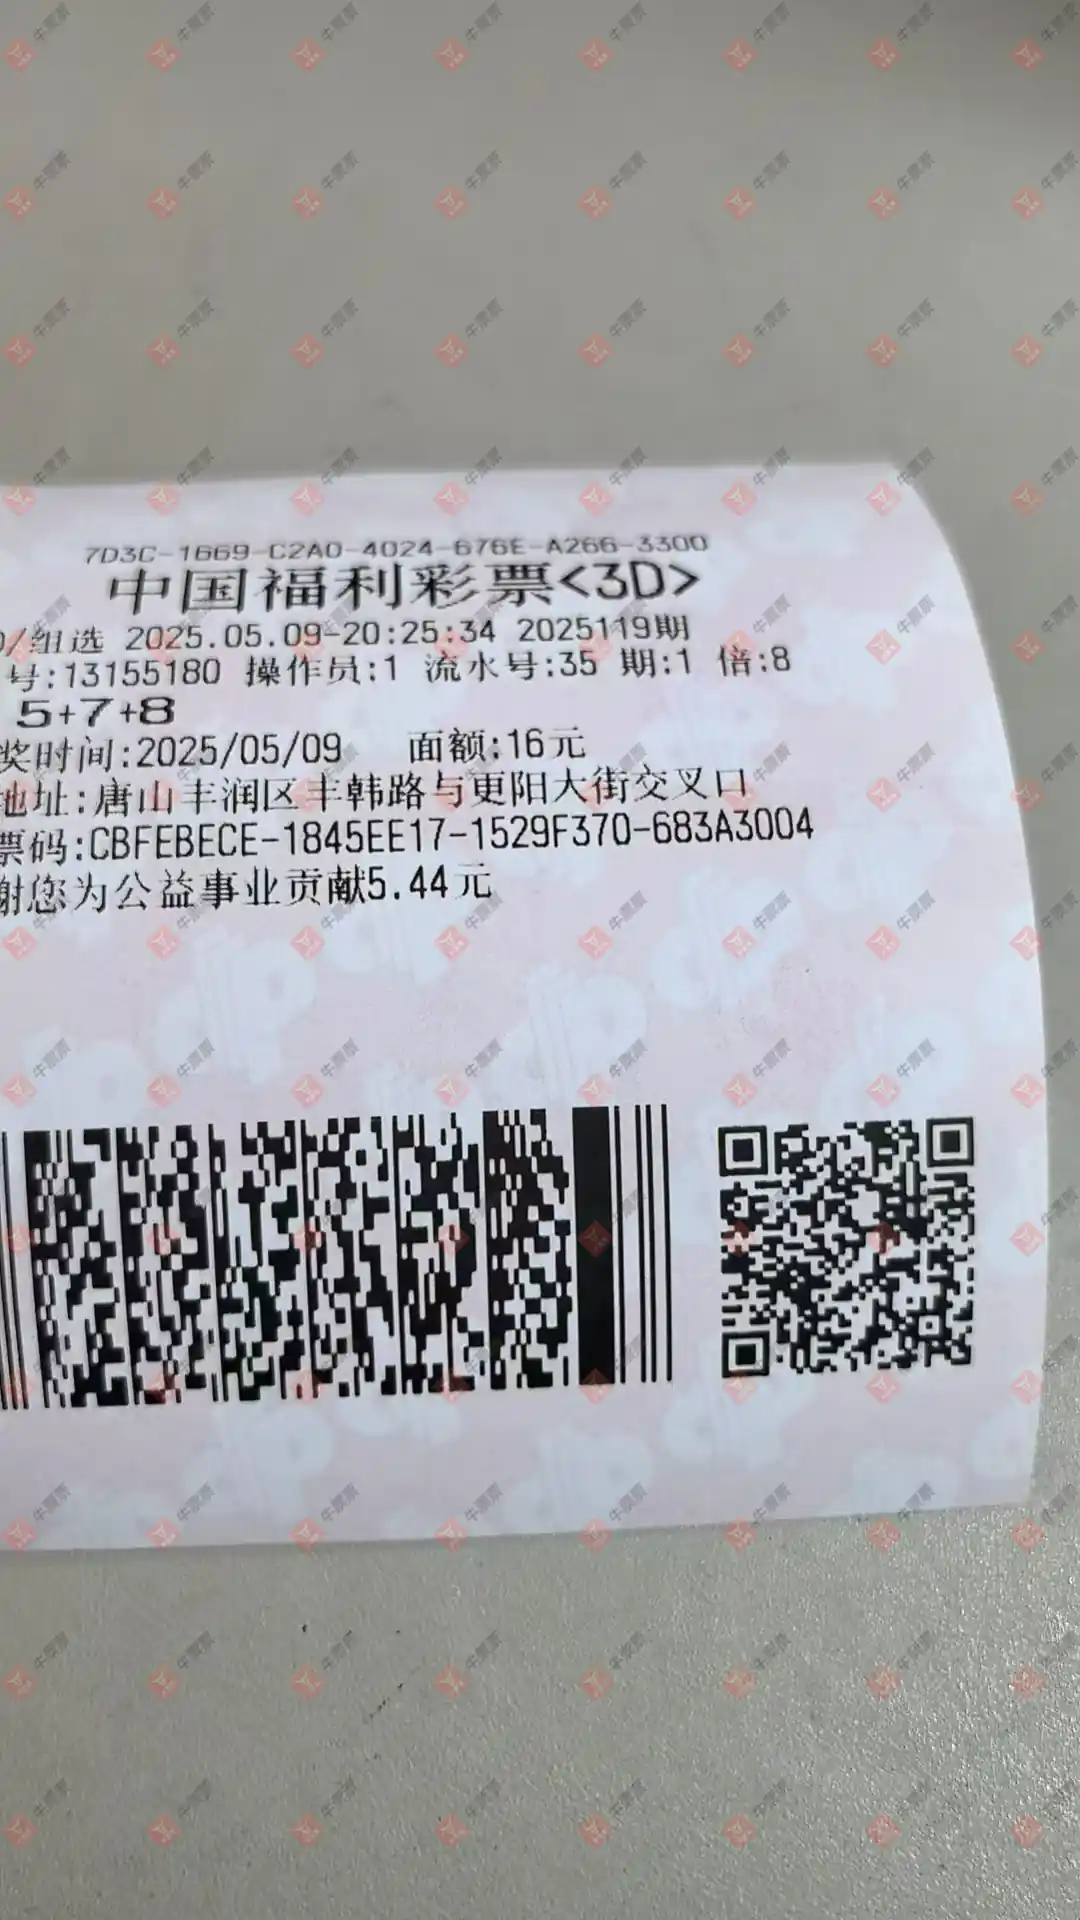 7D3C-1669-C2A0-4024-676E-A266-3300
中国福利彩票<3D>
D/组选 2025.05.09-20:25:34 2025119期
号:13155180 操作员:1 流水号:35 期:1 倍:8
5+7+8
奖时间:2025/05/09 面额:16元
地址:唐山丰润区丰韩路与更阳大街交叉口
票码:CBFEBECE-1845EE17-1529F370-683A3004
谢您为公益事业贡献5.44元
牛票票